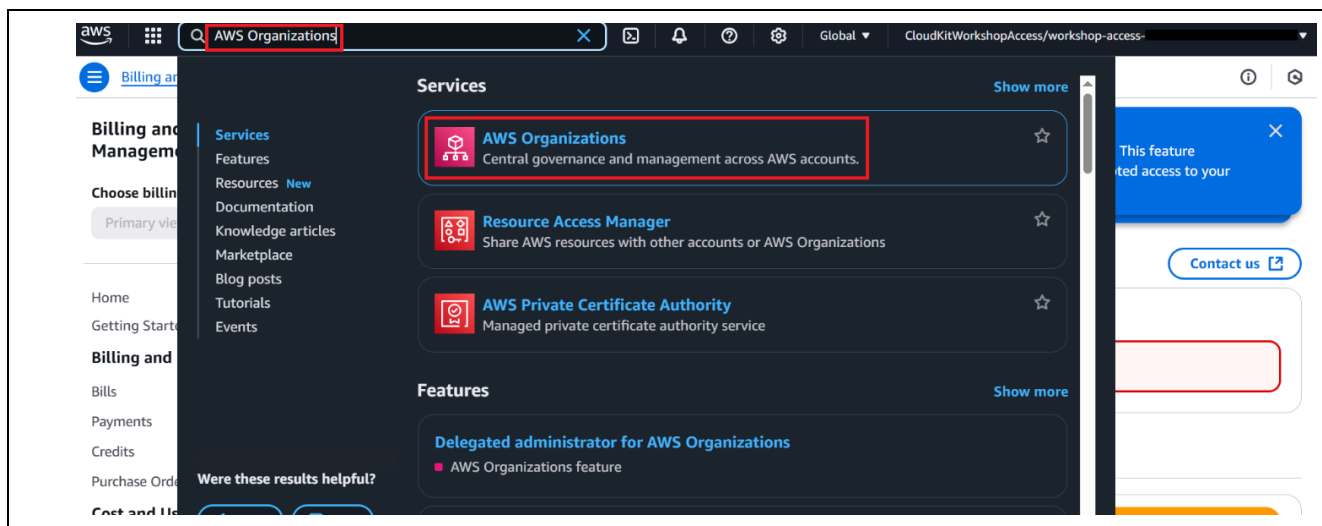 aws
AWS Organizations
Global
CloudKitWorkshopAccess/workshop-access-
Billing an
Billing and
Managem
Choose billin
Primary vie
Home
Getting Starte
Billing and
Bills
Payments
Credits
Purchase Orde
Cost and Us
Services
Features
Resources New
Documentation
Knowledge articles
Marketplace
Blog posts
Tutorials
Events
Were these results helpful?
Services
Show more
AWS Organizations
Central governance and management across AWS accounts.
Resource Access Manager
Share AWS resources with other accounts or AWS Organizations
AWS Private Certificate Authority
Managed private certificate authority service
Features
Show more
Delegated administrator for AWS Organizations
AWS Organizations feature
This feature
ted access to your
Contact us